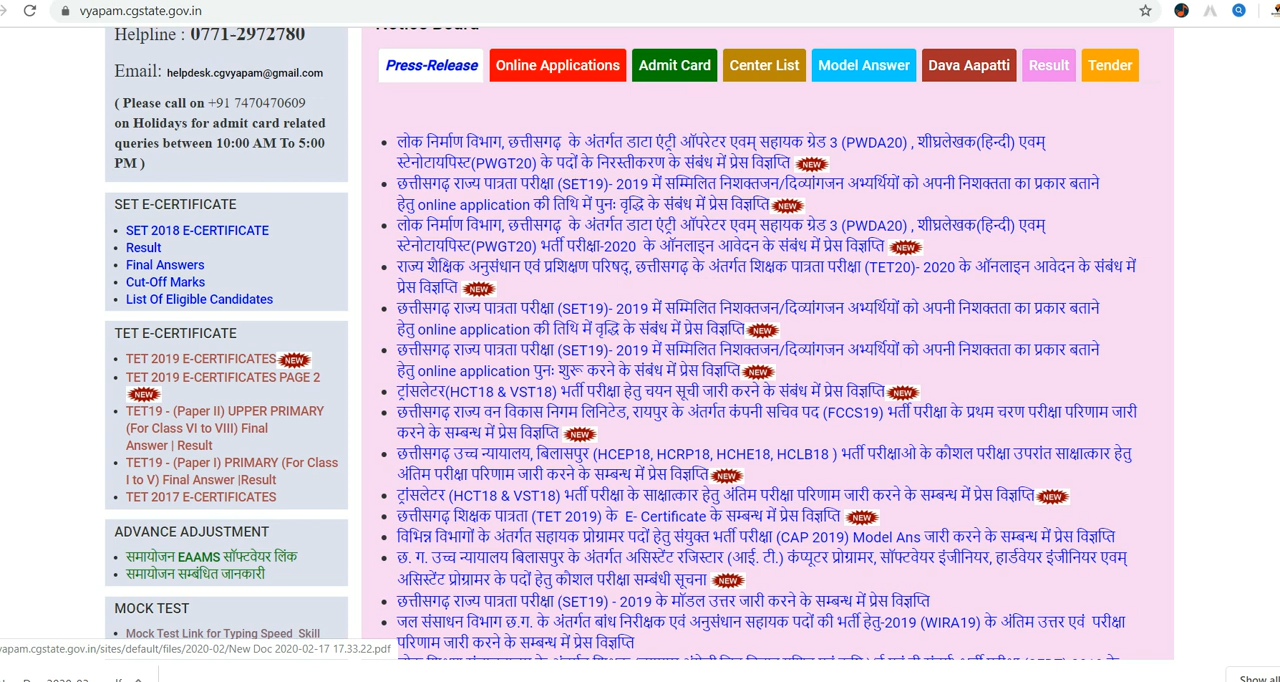 vyapam.cgstate.gov.in
Helpline : 0771-2972780
Email: helpdesk.cgvyapam@gmail.com
( Please call on +91 7470470609
on Holidays for admit card related
queries between 10:00 AM To 5:00
PM )
SET E-CERTIFICATE
SET 2018 E-CERTIFICATE
Result
Final Answers
Cut-Off Marks
List Of Eligible Candidates
TET E-CERTIFICATE
TET 2019 E-CERTIFICATES NEW
TET 2019 E-CERTIFICATES PAGE 2
NEW
TET19 - (Paper II) UPPER PRIMARY
(For Class VI to VIII) Final
Answer | Result
TET19 - (Paper I) PRIMARY (For Class
I to V) Final Answer |Result
TET 2017 E-CERTIFICATES
ADVANCE ADJUSTMENT
समायोजन EAAMS सॉफ्टवेयर लिंक
समायोजन सम्बंधित जानकारी
MOCK TEST
Mock Test Link for Typing Speed Skill
Notice Board
Press-Release Online Applications Admit Card Center List Model Answer Dava Aapatti Result Tender
लोक निर्माण विभाग, छत्तीसगढ़ के अंतर्गत डाटा एंट्री ऑपरेटर एवम् सहायक ग्रेड 3 (PWDA20) , शीघ्रलेखक(हिन्दी) एवम्
स्टेनोटायपिस्ट(PWGT20) के पदों के निरस्तीकरण के संबंध में प्रेस विज्ञप्ति NEW
छत्तीसगढ़ राज्य पात्रता परीक्षा (SET19)- 2019 में सम्मिलित निशक्तजन/दिव्यांगजन अभ्यर्थियों को अपनी निशक्तता का प्रकार बताने
हेतु online application की तिथि में पुनः वृद्धि के संबंध में प्रेस विज्ञप्ति NEW
लोक निर्माण विभाग, छत्तीसगढ़ के अंतर्गत डाटा एंट्री ऑपरेटर एवम् सहायक ग्रेड 3 (PWDA20) , शीघ्रलेखक(हिन्दी) एवम्
स्टेनोटायपिस्ट(PWGT20) भर्ती परीक्षा-2020 के ऑनलाइन आवेदन के संबंध में प्रेस विज्ञप्ति NEW
राज्य शैक्षिक अनुसंधान एवं प्रशिक्षण परिषद्, छत्तीसगढ़ के अंतर्गत शिक्षक पात्रता परीक्षा (TET20)- 2020 के ऑनलाइन आवेदन के संबंध में
प्रेस विज्ञप्ति NEW
छत्तीसगढ़ राज्य पात्रता परीक्षा (SET19)- 2019 में सम्मिलित निशक्तजन/दिव्यांगजन अभ्यर्थियों को अपनी निशक्तता का प्रकार बताने
हेतु online application की तिथि में वृद्धि के संबंध में प्रेस विज्ञप्ति NEW
छत्तीसगढ़ राज्य पात्रता परीक्षा (SET19)- 2019 में सम्मिलित निशक्तजन/दिव्यांगजन अभ्यर्थियों को अपनी निशक्तता का प्रकार बताने
हेतु online application पुनः शुरू करने के संबंध में प्रेस विज्ञप्ति NEW
ट्रांसलेटर(HCT18 & VST18) भर्ती परीक्षा हेतु चयन सूची जारी करने के संबंध में प्रेस विज्ञप्ति NEW
छत्तीसगढ़ राज्य वन विकास निगम लिनिटेड, रायपुर के अंतर्गत कंपनी सचिव पद (FCCS19) भर्ती परीक्षा के प्रथम चरण परीक्षा परिणाम जारी
करने के सम्बन्ध में प्रेस विज्ञप्ति NEW
छत्तीसगढ़ उच्च न्यायालय, बिलासपुर (HCEP18, HCRP18, HCHE18, HCLB18 ) भर्ती परीक्षाओ के कौशल परीक्षा उपरांत साक्षात्कार हेतु
अंतिम परीक्षा परिणाम जारी करने के सम्बन्ध में प्रेस विज्ञप्ति NEW
ट्रांसलेटर (HCT18 & VST18) भर्ती परीक्षा के साक्षात्कार हेतु अंतिम परीक्षा परिणाम जारी करने के सम्बन्ध में प्रेस विज्ञप्ति NEW
छत्तीसगढ़ शिक्षक पात्रता (TET 2019) के E- Certificate के सम्बन्ध में प्रेस विज्ञप्ति NEW
विभिन्न विभागों के अंतर्गत सहायक प्रोग्रामर पदों हेतु संयुक्त भर्ती परीक्षा (CAP 2019) Model Ans जारी करने के सम्बन्ध में प्रेस विज्ञप्ति
छ. ग. उच्च न्यायालय बिलासपुर के अंतर्गत असिस्टेंट रजिस्टार (आई. टी.) कंप्यूटर प्रोग्रामर, सॉफ्टवेयर इंजीनियर, हार्डवेयर इंजीनियर एवम्
असिस्टेंट प्रोग्रामर के पदों हेतु कौशल परीक्षा सम्बंधी सूचना NEW
छत्तीसगढ़ राज्य पात्रता परीक्षा (SET19) - 2019 के मॉडल उत्तर जारी करने के सम्बन्ध में प्रेस विज्ञप्ति
जल संसाधन विभाग छ.ग. के अंतर्गत बांध निरीक्षक एवं अनुसंधान सहायक पदों की भर्ती हेतु-2019 (WIRA19) के अंतिम उत्तर एवं परीक्षा
परिणाम जारी करने के सम्बन्ध में प्रेस विज्ञप्ति
yapam.cgstate.gov.in/sites/default/files/2020-02/New Doc 2020-02-17 17.33.22.pdf
Show all